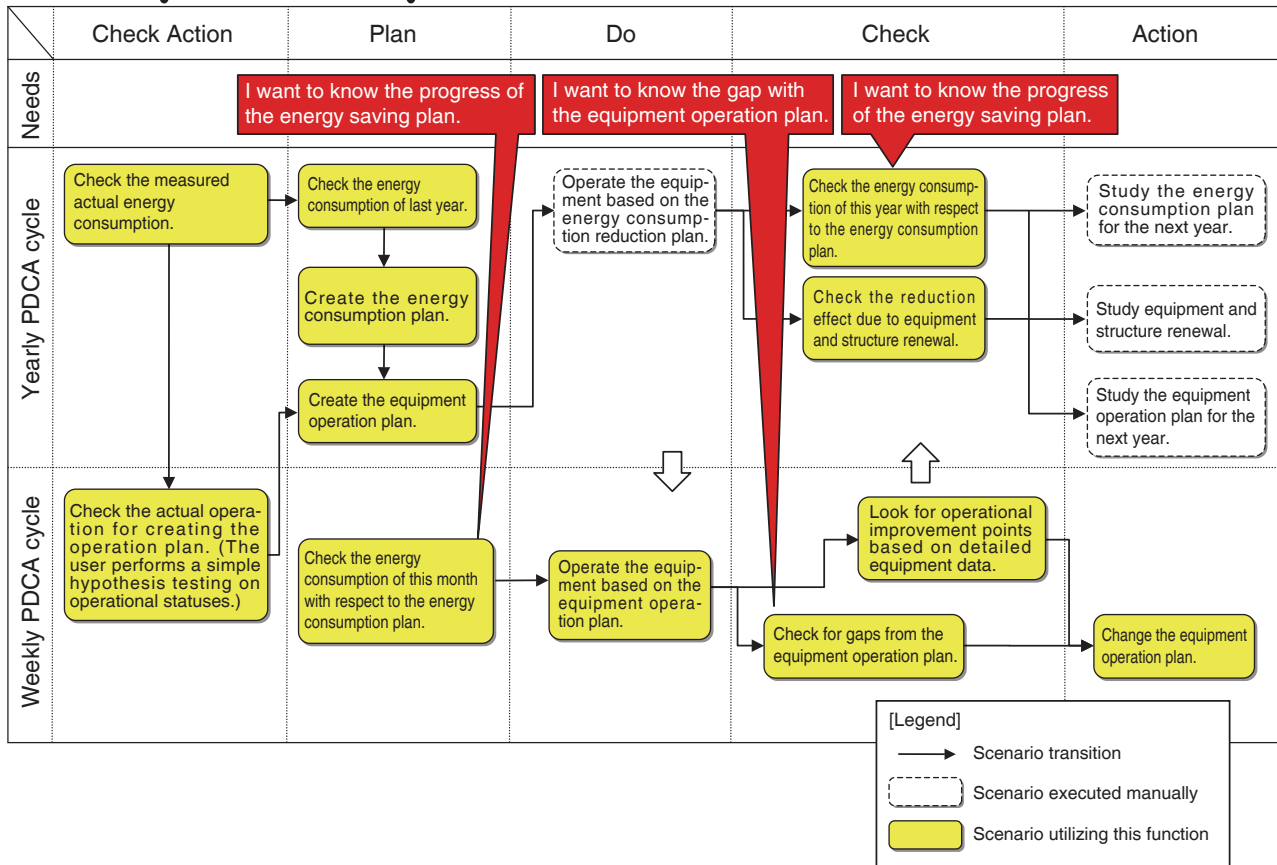 Check Action
Plan
Do
Check
Action
Needs
I want to know the progress of
the energy saving plan.
I want to know the gap with
the equipment operation plan.
I want to know the progress
of the energy saving plan.
Yearly PDCA cycle
Check the measured
actual energy
consumption.
Check the energy
consumption of last year.
Create the energy
consumption plan.
Create the equipment
operation plan.
Operate the equip-
ment based on the
energy consump-
tion reduction plan.
Check the energy consump-
tion of this year with respect
to the energy consumption
plan.
Check the reduction
effect due to equipment
and structure renewal.
Study the energy
consumption plan
for the next year.
Study equipment and
structure renewal.
Study the equipment
operation plan for the
next year.
Weekly PDCA cycle
Check the actual opera-
tion for creating the
operation plan. (The
user performs a simple
hypothesis testing on
operational statuses.)
Check the energy
consumption of this month
with respect to the energy
consumption plan.
Operate the equip-
ment based on the
equipment opera-
tion plan.
Look for operational
improvement points
based on detailed
equipment data.
Check for gaps from the
equipment operation plan.
Change the equipment
operation plan.
[Legend]
Scenario transition
Scenario executed manually
Scenario utilizing this function